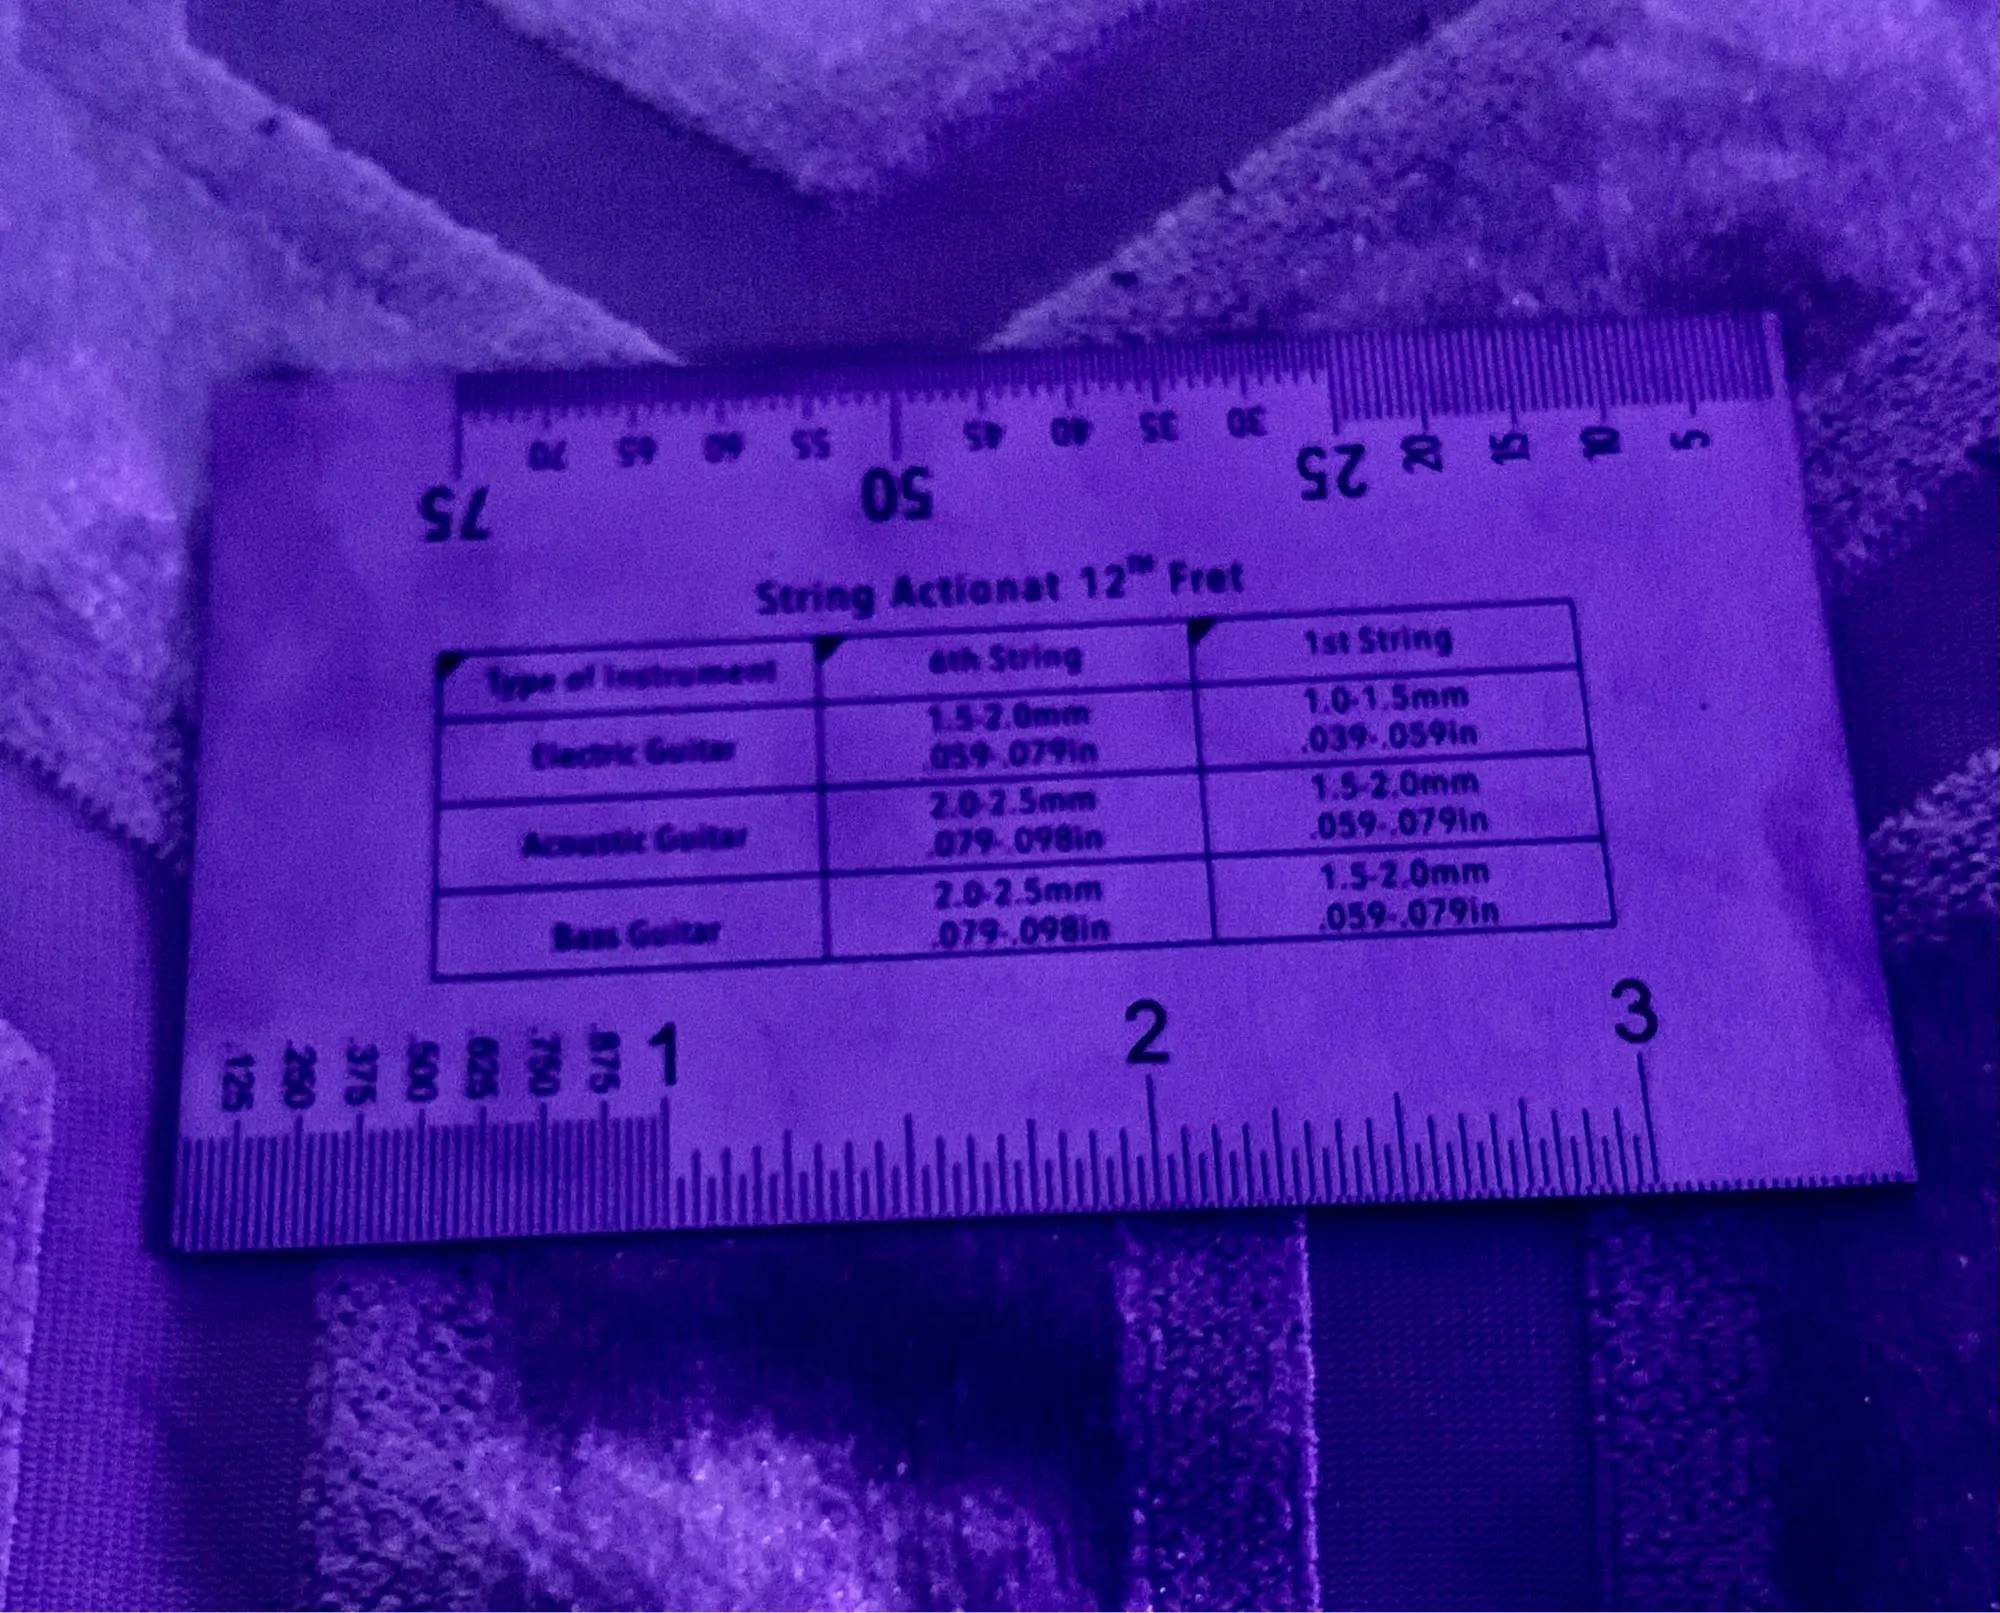 75 70 65 60 55 50 45 40 35 30 25 20 15 10 5
String Actionat 12TH Fret
Type of Instrument 6th String 1st String
Electric Guitar 1.5-2.0mm 1.0-1.5mm
.059-.079in .039-.059in
Acoustic Guitar 2.0-2.5mm 1.5-2.0mm
.079-.098in .059-.079in
Bass Guitar 2.0-2.5mm 1.5-2.0mm
.079-.098in .059-.079in
.125 .250 .375 .500 .625 .750 .875 1 2 3